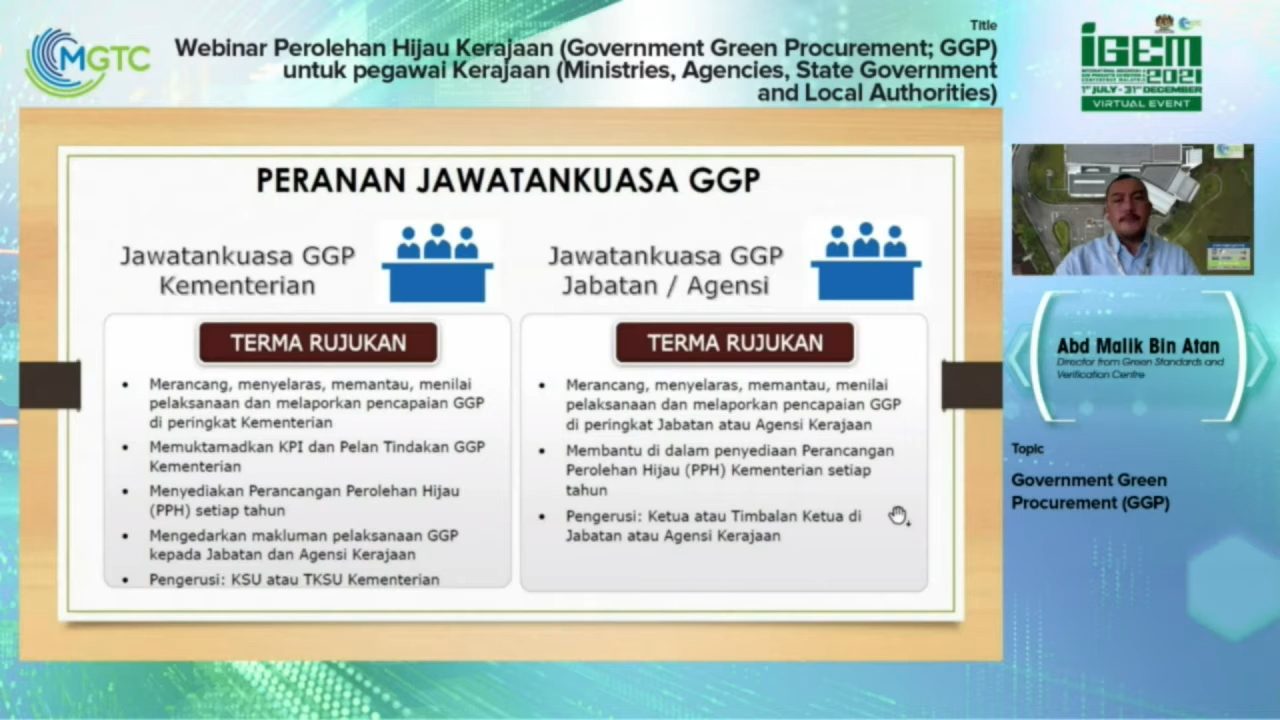 MGTC
Title
Webinar Perolehan Hijau Kerajaan (Government Green Procurement; GGP)
untuk pegawai Kerajaan (Ministries, Agencies, State Government
and Local Authorities)
iGEM
2021
1ST JULY - 31ST DECEMBER
VIRTUAL EVENT
PERANAN JAWATANKUASA GGP
Jawatankuasa GGP
Kementerian
TERMA RUJUKAN
• Merancang, menyelaras, memantau, menilai
pelaksanaan dan melaporkan pencapaian GGP
di peringkat Kementerian
• Memuktamadkan KPI dan Pelan Tindakan GGP
Kementerian
• Menyediakan Perancangan Perolehan Hijau
(PPH) setiap tahun
• Mengedarkan makluman pelaksanaan GGP
kepada Jabatan dan Agensi Kerajaan
• Pengerusi: KSU atau TKSU Kementerian
Jawatankuasa GGP
Jabatan / Agensi
TERMA RUJUKAN
• Merancang, menyelaras, memantau, menilai
pelaksanaan dan melaporkan pencapaian GGP
di peringkat Jabatan atau Agensi Kerajaan
• Membantu di dalam penyediaan Perancangan
Perolehan Hijau (PPH) Kementerian setiap
tahun
• Pengerusi: Ketua atau Timbalan Ketua di
Jabatan atau Agensi Kerajaan
Abd Malik Bin Atan
Director from Green Standards and
Verification Centre
Topic
Government Green
Procurement (GGP)